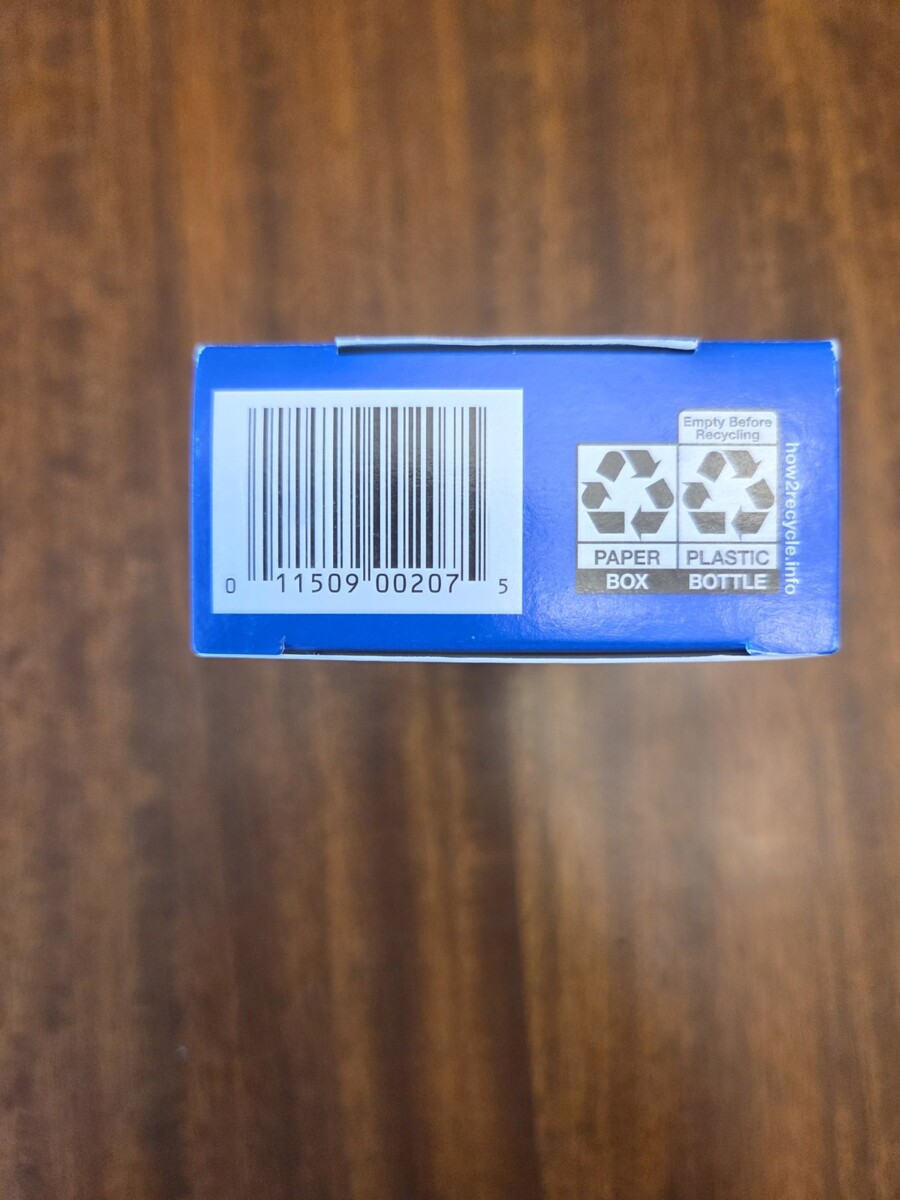 0 11509 00207 5
Empty Before
Recycling
PAPER
BOX
PLASTIC
BOTTLE
how2recycle.info